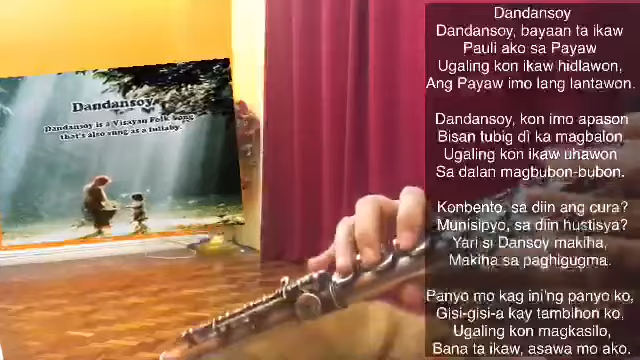 Dandansoy
Dandansoy is a Visayan Folk Song
that's also sung as a lullaby.
Dandansoy
Dandansoy, bayaan ta ikaw
Pauli ako sa Payaw
Ugaling kon ikaw hidlawon,
Ang Payaw imo lang lantawon.
Dandansoy, kon imo apason
Bisan tubig di ka magbalon
Ugaling kon ikaw uhawon
Sa dalan magbubon-bubon.
Konbento, sa diin ang cura?
Munisipyo, sa diin hustisya?
Yari si Dansoy makiha,
Makiha sa paghigugma.
Panyo mo kag ini'ng panyo ko,
Gisi-gisi-a kay tambihon ko,
Ugaling kon magkasilo,
Bana ta ikaw, asawa mo ako.